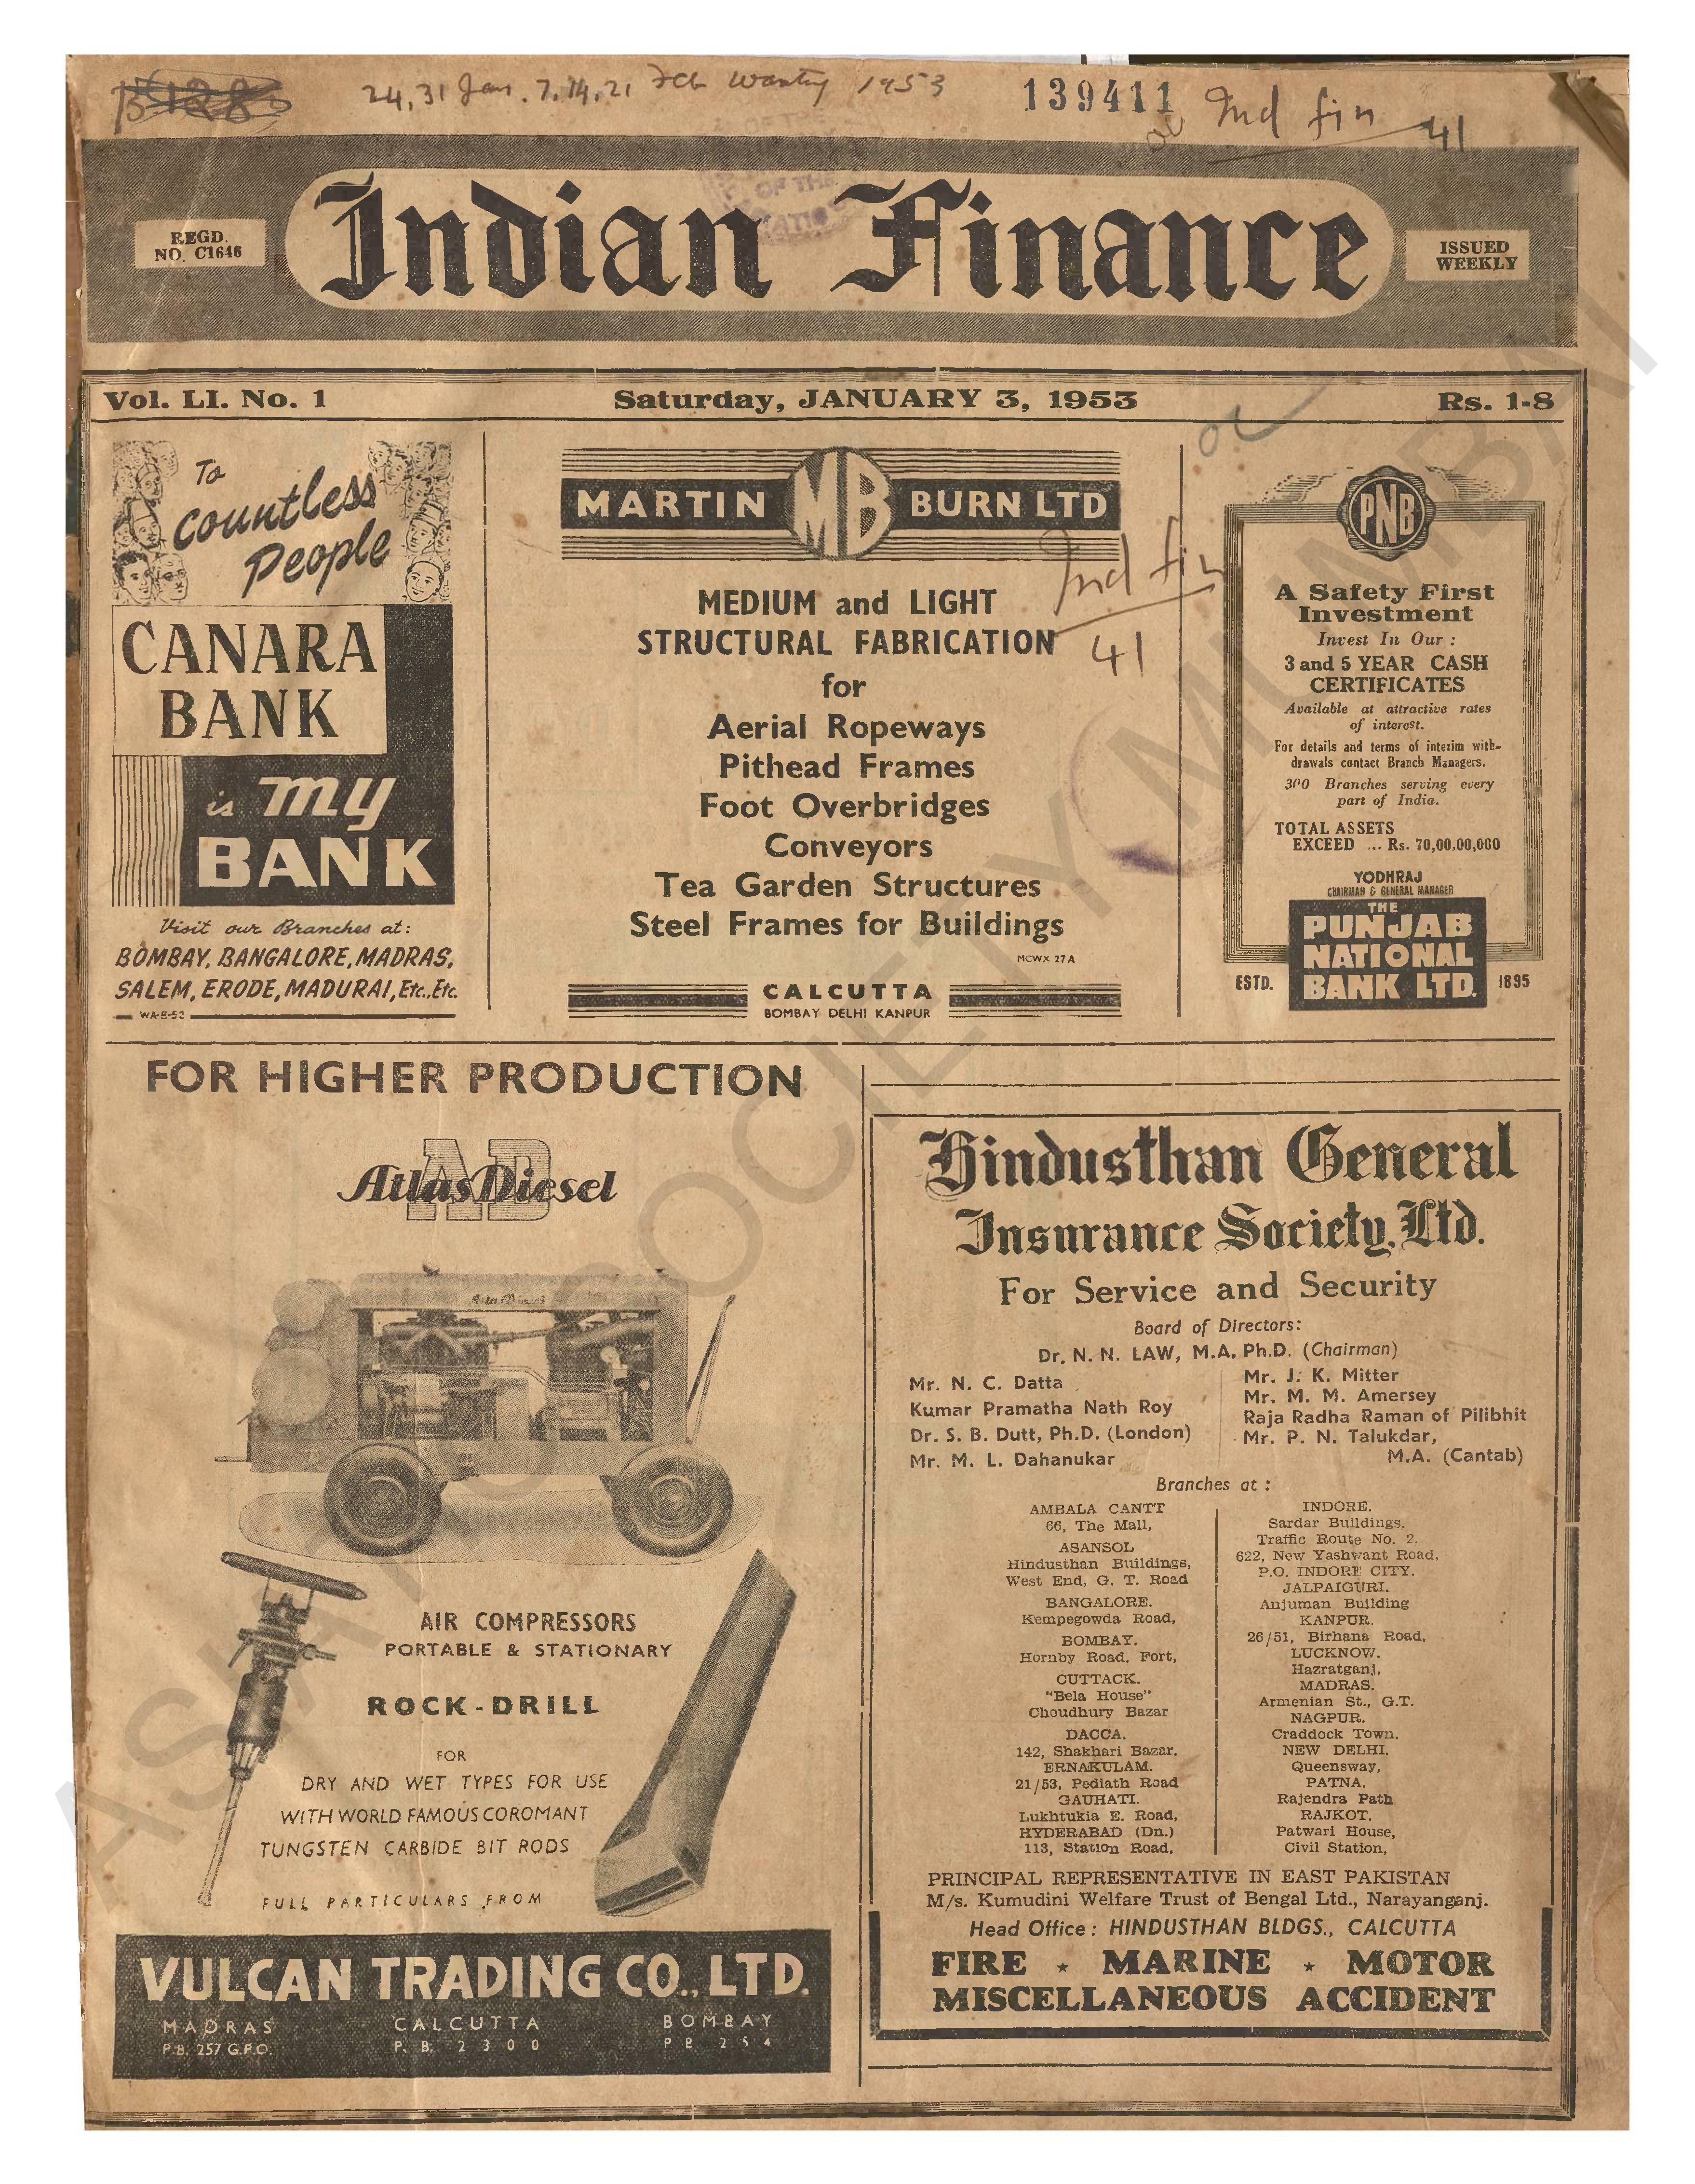 24, 31 Jan. 7, 14, 21 Feb wanting 1953
139411
Ind fin
41
REGD.
NO. C1646
Indian Finance
ISSUED
WEEKLY
Vol. LI. No. 1
Saturday, JANUARY 3, 1953
Rs. 1-8
To
countless
People
CANARA
BANK
is my
BANK
Visit our Branches at:
BOMBAY, BANGALORE, MADRAS,
SALEM, ERODE, MADURAI, Etc., Etc.
WA-8-52
MARTIN MB BURN LTD
MEDIUM and LIGHT
STRUCTURAL FABRICATION
for
Aerial Ropeways
Pithead Frames
Foot Overbridges
Conveyors
Tea Garden Structures
Steel Frames for Buildings
MCWX 27A
CALCUTTA
BOMBAY DELHI KANPUR
Ind fin
41
PNB
A Safety First
Investment
Invest In Our :
3 and 5 YEAR CASH
CERTIFICATES
Available at attractive rates
of interest.
For details and terms of interim with-
drawals contact Branch Managers.
300 Branches serving every
part of India.
TOTAL ASSETS
EXCEED ... Rs. 70,00,00,000
YODHRAJ
CHAIRMAN & GENERAL MANAGER
THE
PUNJAB
NATIONAL
BANK LTD.
ESTD. 1895
FOR HIGHER PRODUCTION
AD
Atlas Diesel
Atlas Diesel
AIR COMPRESSORS
PORTABLE & STATIONARY
ROCK-DRILL
FOR
DRY AND WET TYPES FOR USE
WITH WORLD FAMOUS COROMANT
TUNGSTEN CARBIDE BIT RODS
FULL PARTICULARS FROM
VULCAN TRADING CO., LTD.
MADRAS CALCUTTA BOMBAY
P.B. 257 G.P.O. P. B. 2300 P B 254
Hindusthan General
Insurance Society, Ltd.
For Service and Security
Board of Directors:
Dr. N. N. LAW, M.A. Ph.D. (Chairman)
Mr. N. C. Datta
Kumar Pramatha Nath Roy
Dr. S. B. Dutt, Ph.D. (London)
Mr. M. L. Dahanukar
Mr. J. K. Mitter
Mr. M. M. Amersey
Raja Radha Raman of Pilibhit
Mr. P. N. Talukdar,
M.A. (Cantab)
Branches at :
AMBALA CANTT
66, The Mall,
ASANSOL
Hindusthan Buildings,
West End, G. T. Road
BANGALORE.
Kempegowda Road,
BOMBAY.
Hornby Road, Fort,
CUTTACK.
"Bela House"
Choudhury Bazar
DACCA.
142, Shakhari Bazar.
ERNAKULAM.
21/53, Pediath Road
GAUHATI.
Lukhtukia E. Road,
HYDERABAD (Dn.)
113, Station Road,
INDORE.
Sardar Buildings.
Traffic Route No. 2.
622, New Yashwant Road,
P.O. INDORE CITY.
JALPAIGURI.
Anjuman Building
KANPUR.
26/51, Birhana Road,
LUCKNOW.
Hazratganj,
MADRAS.
Armenian St., G.T.
NAGPUR.
Craddock Town.
NEW DELHI.
Queensway,
PATNA.
Rajendra Path
RAJKOT.
Patwari House,
Civil Station,
PRINCIPAL REPRESENTATIVE IN EAST PAKISTAN
M/s. Kumudini Welfare Trust of Bengal Ltd., Narayanganj.
Head Office : HINDUSTHAN BLDGS., CALCUTTA
FIRE ★ MARINE ★ MOTOR
MISCELLANEOUS ACCIDENT
ASIATIC SOCIETY MUMBAI